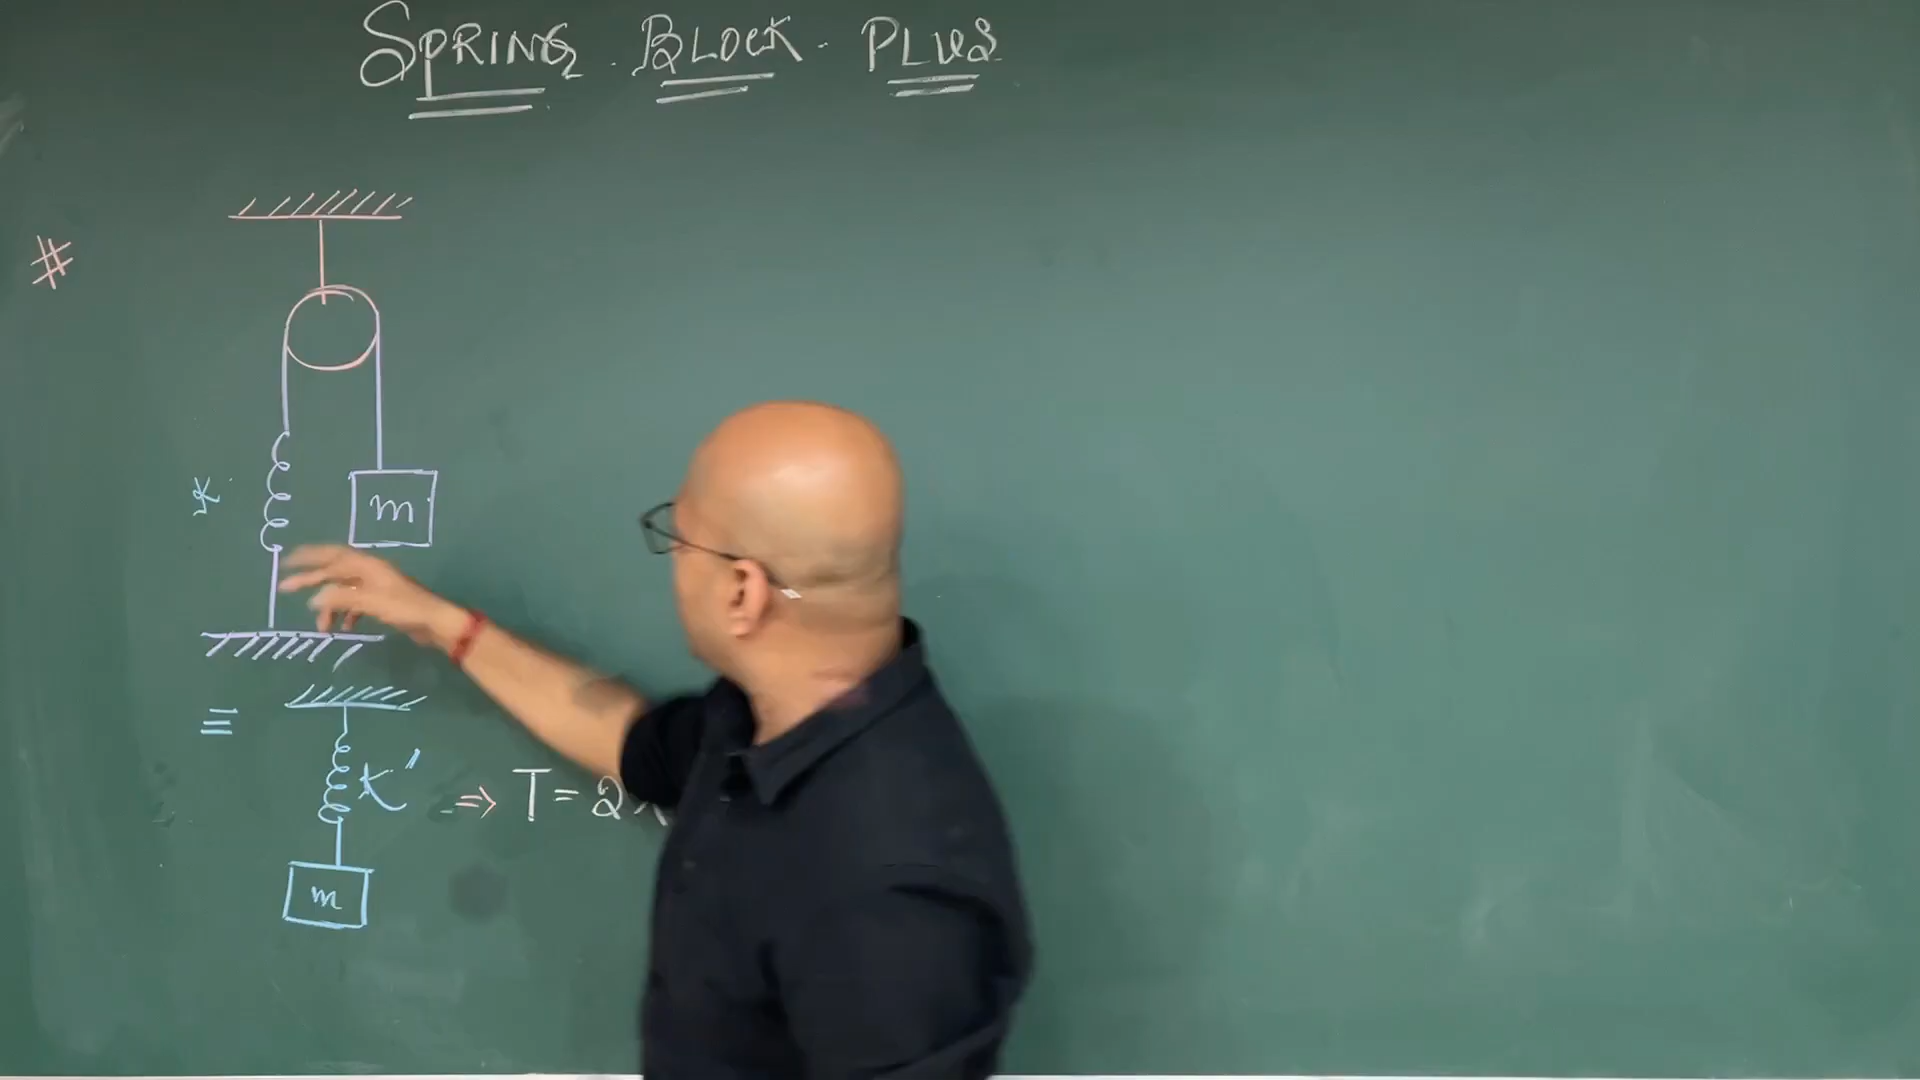 SPRING BLOCK PLUS
#
K
m
≡
K' ⇒ T = 2
m